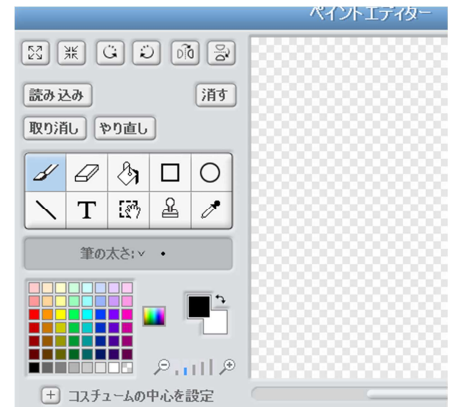 ペイントエディター
読み込み 消す
取り消し やり直し
T
筆の太さ:
コスチュームの中心を設定